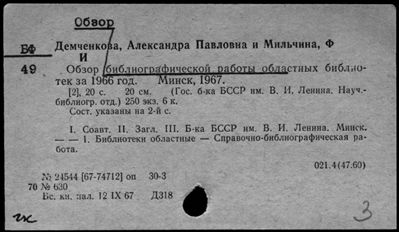 Обзор
БФ
49
Демченкова, Александра Павловна и Мильчина, Ф
И
Обзор библиографической работы областных библио-
тек за 1966 год. Минск, 1967.
[2], 20 с. 20 см. (Гос. б-ка БССР им. В. И. Ленина. Науч.-
библиогр. отд.) 250 экз. 6 к.
Сост. указаны на 2-й с.
I. Соавт. II. Загл. III. Б-ка БССР им. В. И. Ленина. Минск.
— — 1. Библиотеки областные — Справочно-библиографическая ра-
бота.
021.4(47.60)
№ 24544 [67-74712] оп 30-3
70 № 630
Вс. кн. пал. 12 IX 67 Д318
чк
3